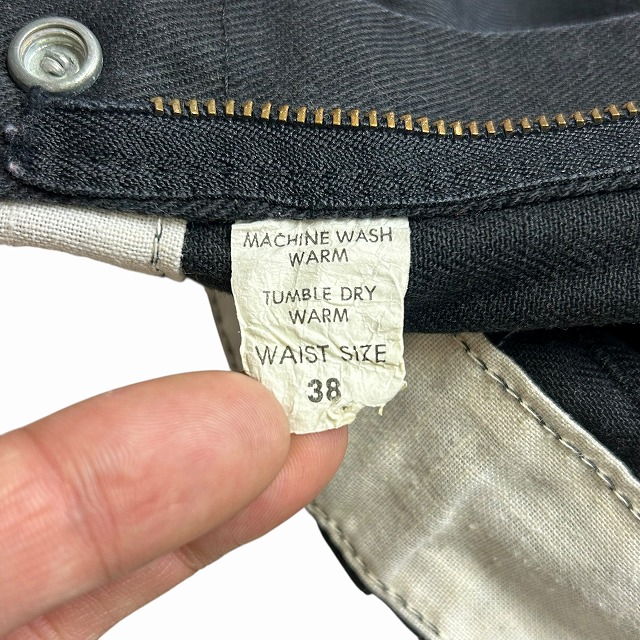 MACHINE WASH
WARM
TUMBLE DRY
WARM
WAIST SIZE
38